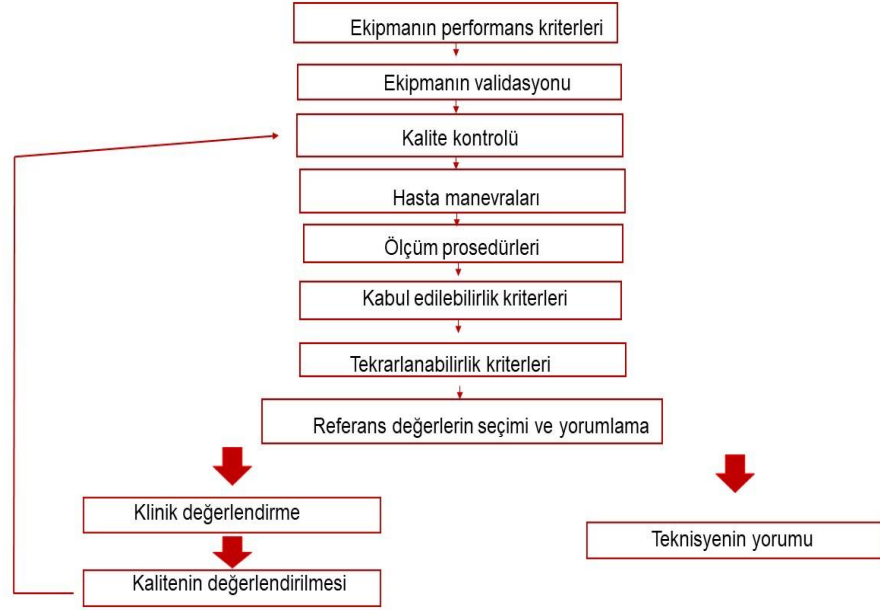 Ekipmanın performans kriterleri
Ekipmanın validasyonu
Kalite kontrolü
Hasta manevraları
Ölçüm prosedürleri
Kabul edilebilirlik kriterleri
Tekrarlanabilirlik kriterleri
Referans değerlerin seçimi ve yorumlama
Klinik değerlendirme
Teknisyenin yorumu
Kalitenin değerlendirilmesi